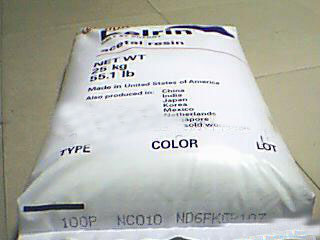 Delrin
acetal resin
NET WT
25 kg
55.1 lb
Made in United States of America
Also produced in: China
India
Japan
Korea
Mexico
Netherlands
TYPE COLOR LOT
100P NC010